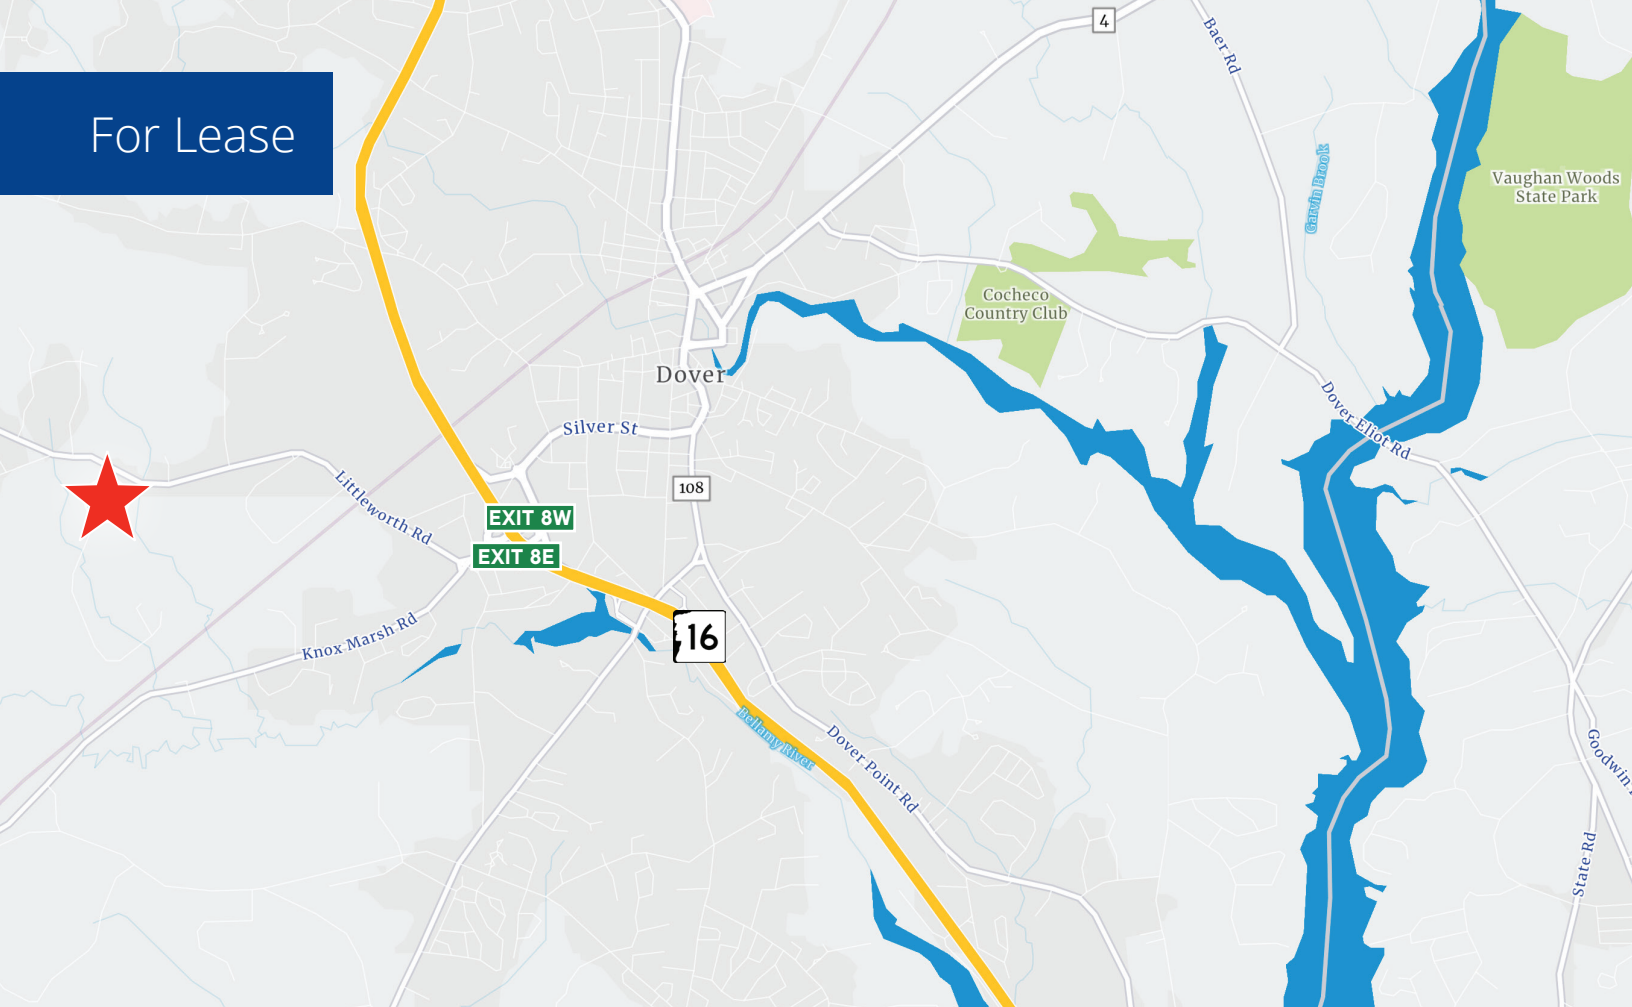 4
Baer Rd
For Lease
Garvin Brook
Vaughan Woods
State Park
Cocheco
Country Club
Dover
Silver St
Dover Eliot Rd
108
Littleworth Rd
EXIT 8W
EXIT 8E
Knox Marsh Rd
16
Bellamy River
Dover Point Rd
Goodwin
State Rd